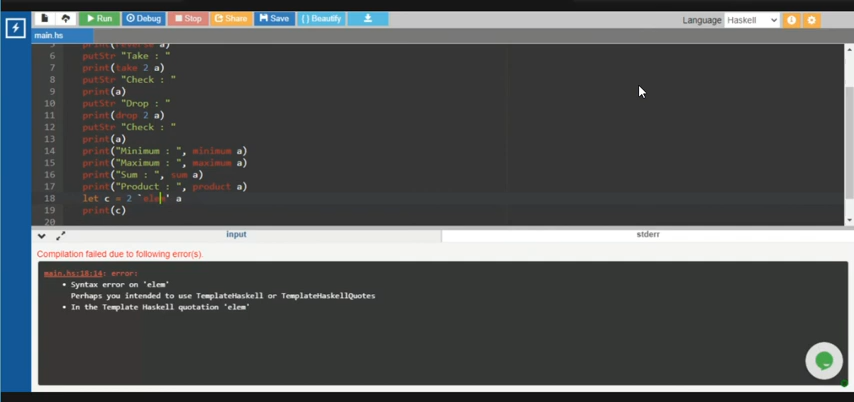 Run Debug Stop Share Save { } Beautify
Language Haskell
main.hs
5 print(reverse a)
6 putStr "Take : "
7 print(take 2 a)
8 putStr "Check : "
9 print(a)
10 putStr "Drop : "
11 print(drop 2 a)
12 putStr "Check : "
13 print(a)
14 print("Minimum : ", minimum a)
15 print("Maximum : ", maximum a)
16 print("Sum : ", sum a)
17 print("Product : ", product a)
18 let c = 2 `elem' a
19 print(c)
20
input stderr
Compilation failed due to following error(s).
main.hs:18:14: error:
• Syntax error on 'elem'
Perhaps you intended to use TemplateHaskell or TemplateHaskellQuotes
• In the Template Haskell quotation 'elem'